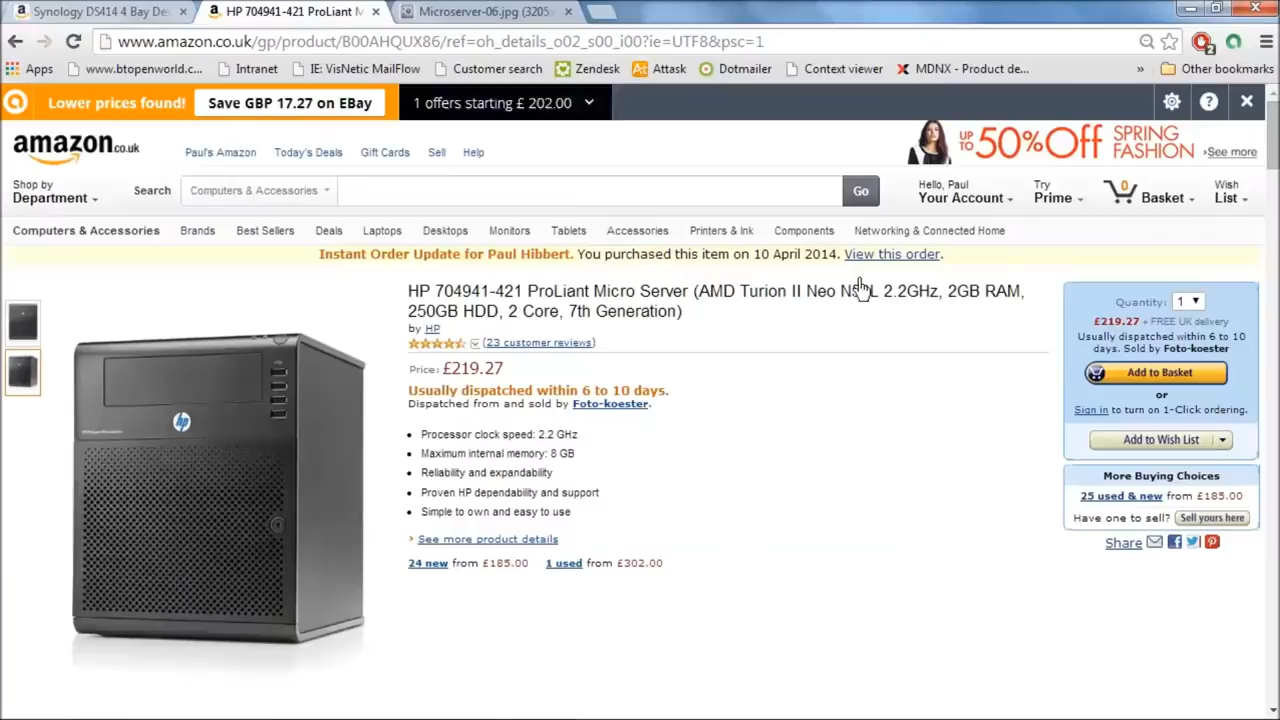 Synology DS414 4 Bay De
HP 704941-421 ProLiant M
Microserver-06.jpg (3205×
www.amazon.co.uk/gp/product/B00AHQUX86/ref=oh_details_o02_s00_i00?ie=UTF8&psc=1
2
Apps www.btopenworld.c... Intranet IE: VisNetic MailFlow Customer search Zendesk Attask Dotmailer Context viewer MDNX - Product de... » Other bookmarks
Lower prices found! Save GBP 17.27 on EBay 1 offers starting £ 202.00
amazon.co.uk
Paul's Amazon Today's Deals Gift Cards Sell Help
UP TO 50% Off SPRING FASHION ›See more
Shop by
Department
Search Computers & Accessories Go
Hello, Paul
Your Account
Try
Prime
0 Basket
Wish
List
Computers & Accessories Brands Best Sellers Deals Laptops Desktops Monitors Tablets Accessories Printers & Ink Components Networking & Connected Home
Instant Order Update for Paul Hibbert. You purchased this item on 10 April 2014. View this order.
HP 704941-421 ProLiant Micro Server (AMD Turion II Neo N L 2.2GHz, 2GB RAM,
250GB HDD, 2 Core, 7th Generation)
by HP
(23 customer reviews)
Price: £219.27
Usually dispatched within 6 to 10 days.
Dispatched from and sold by Foto-koester.
• Processor clock speed: 2.2 GHz
• Maximum internal memory: 8 GB
• Reliability and expandability
• Proven HP dependability and support
• Simple to own and easy to use
› See more product details
24 new from £185.00 1 used from £302.00
hp
Quantity: 1
£219.27 + FREE UK delivery
Usually dispatched within 6 to 10
days. Sold by Foto-koester
Add to Basket
or
Sign in to turn on 1-Click ordering.
Add to Wish List
More Buying Choices
25 used & new from £185.00
Have one to sell? Sell yours here
Share